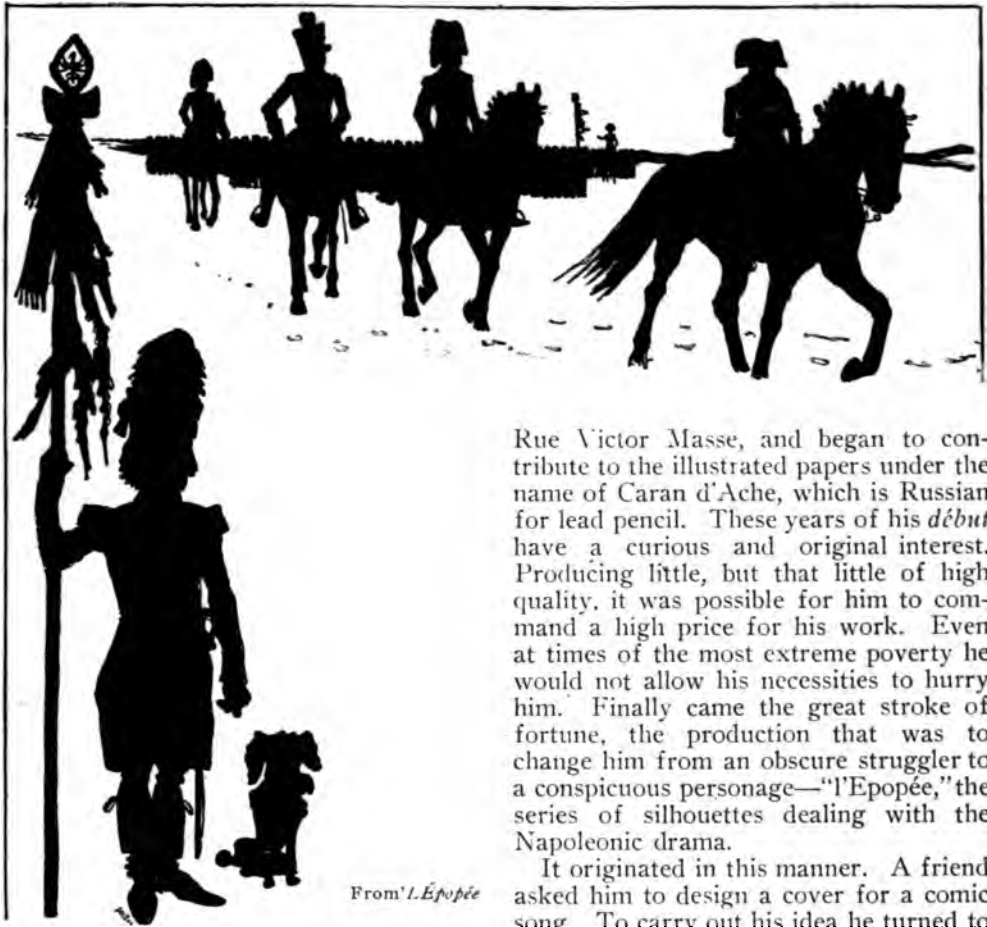 Rue Victor Masse, and began to con-
tribute to the illustrated papers under the
name of Caran d'Ache, which is Russian
for lead pencil. These years of his début
have a curious and original interest.
Producing little, but that little of high
quality, it was possible for him to com-
mand a high price for his work. Even
at times of the most extreme poverty he
would not allow his necessities to hurry
him. Finally came the great stroke of
fortune, the production that was to
change him from an obscure struggler to
a conspicuous personage—"l'Epopée," the
series of silhouettes dealing with the
Napoleonic drama.
It originated in this manner. A friend
asked him to design a cover for a comic
song. To carry out his idea he turned to
From L'Épopée